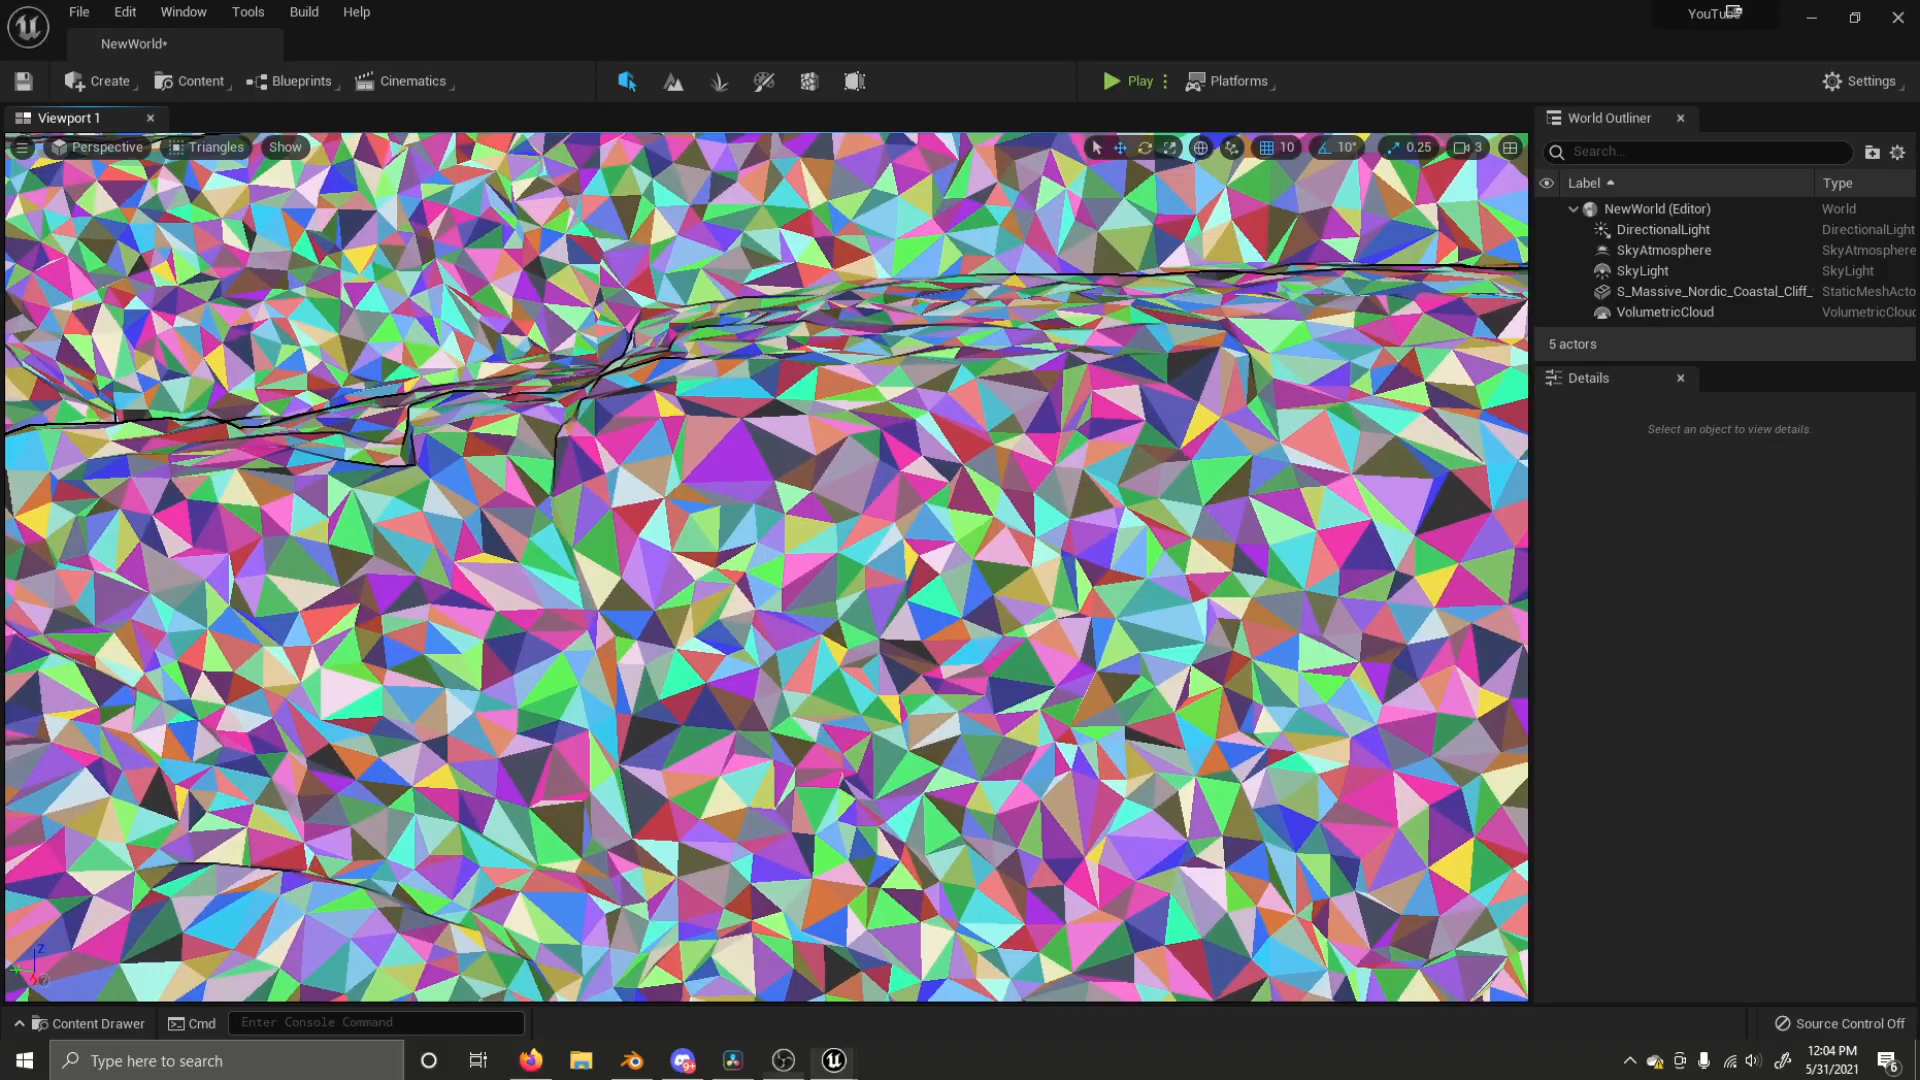 File Edit Window Tools Build Help
YouTube
NewWorld*
Create Content Blueprints Cinematics Play Platforms Settings
Viewport 1
World Outliner
Perspective Triangles Show 10 10° 0.25 3
Search...
Label Type
NewWorld (Editor) World
DirectionalLight DirectionalLight
SkyAtmosphere SkyAtmosphere
SkyLight SkyLight
S_Massive_Nordic_Coastal_Cliff_ StaticMeshActo
VolumetricCloud VolumetricCloud
5 actors
Details
Select an object to view details.
Z
Content Drawer Cmd Enter Console Command Source Control Off
Type here to search
9+
12:04 PM
5/31/2021
6